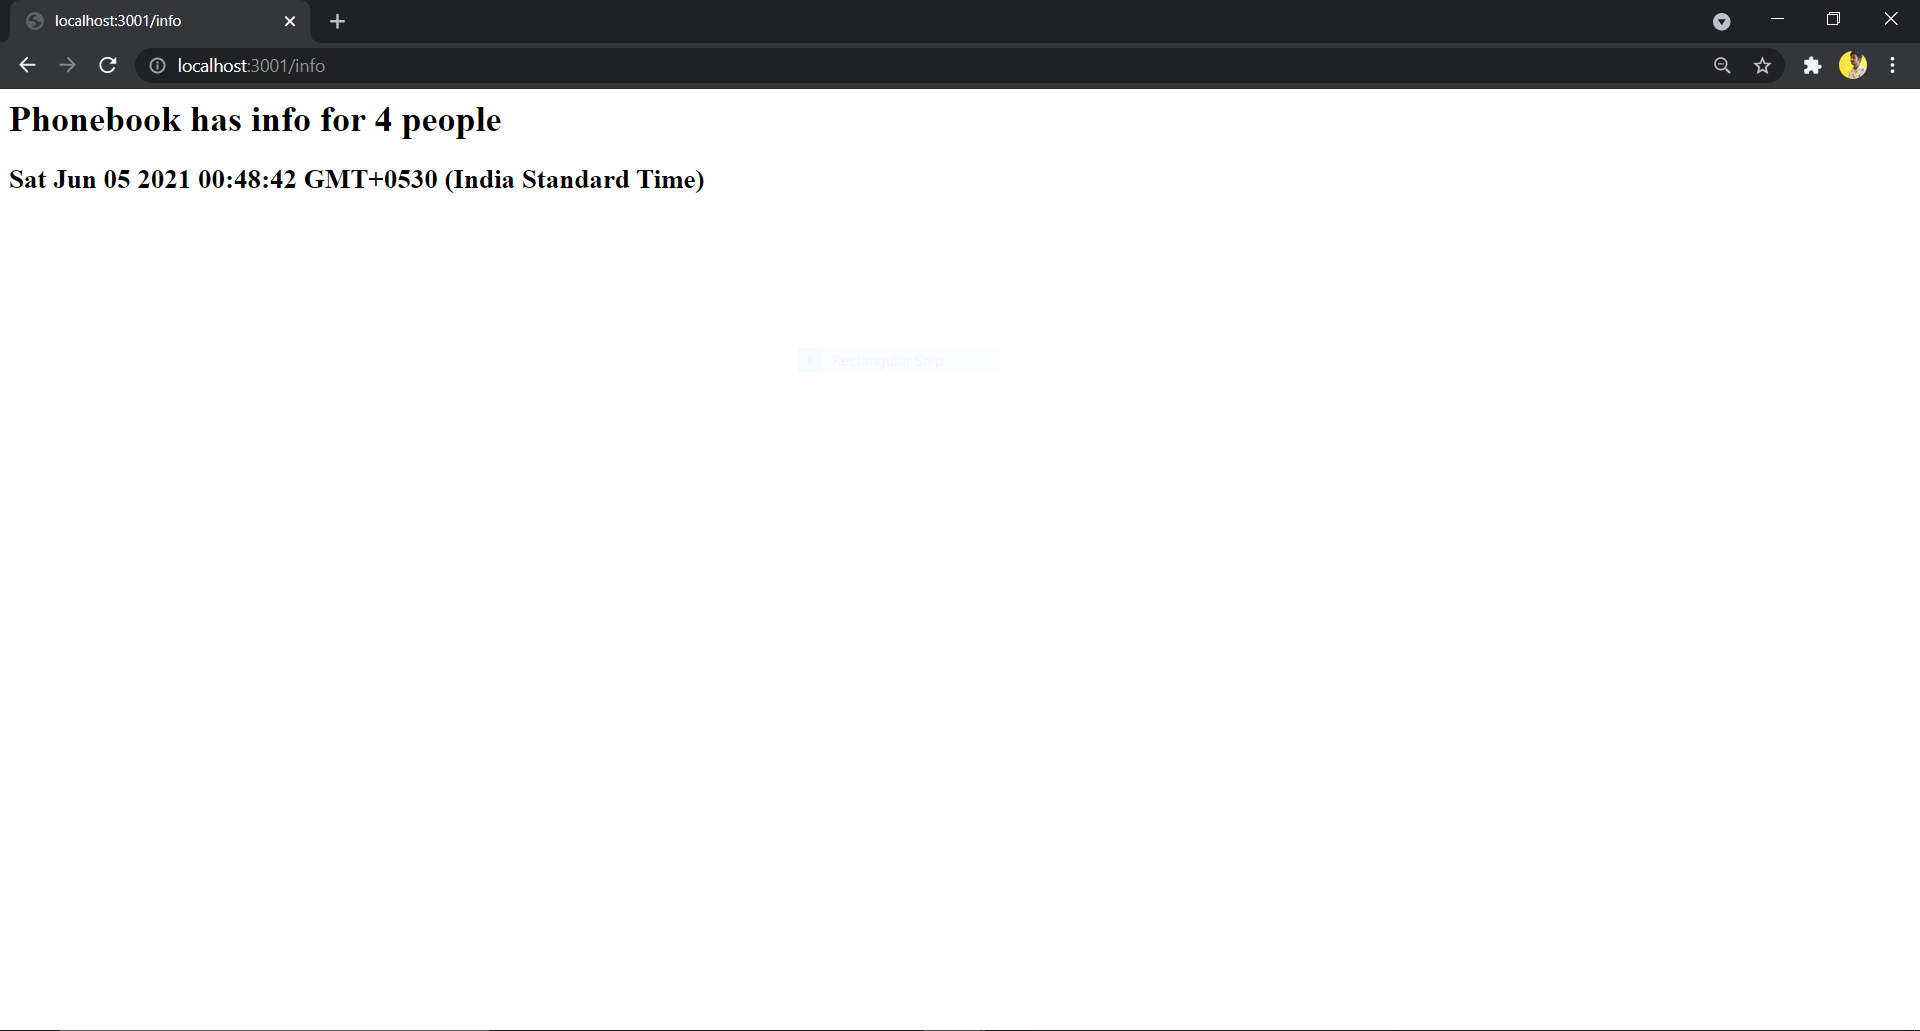 localhost:3001/info
localhost:3001/info
Phonebook has info for 4 people
Sat Jun 05 2021 00:48:42 GMT+0530 (India Standard Time)
Rectangular Snip